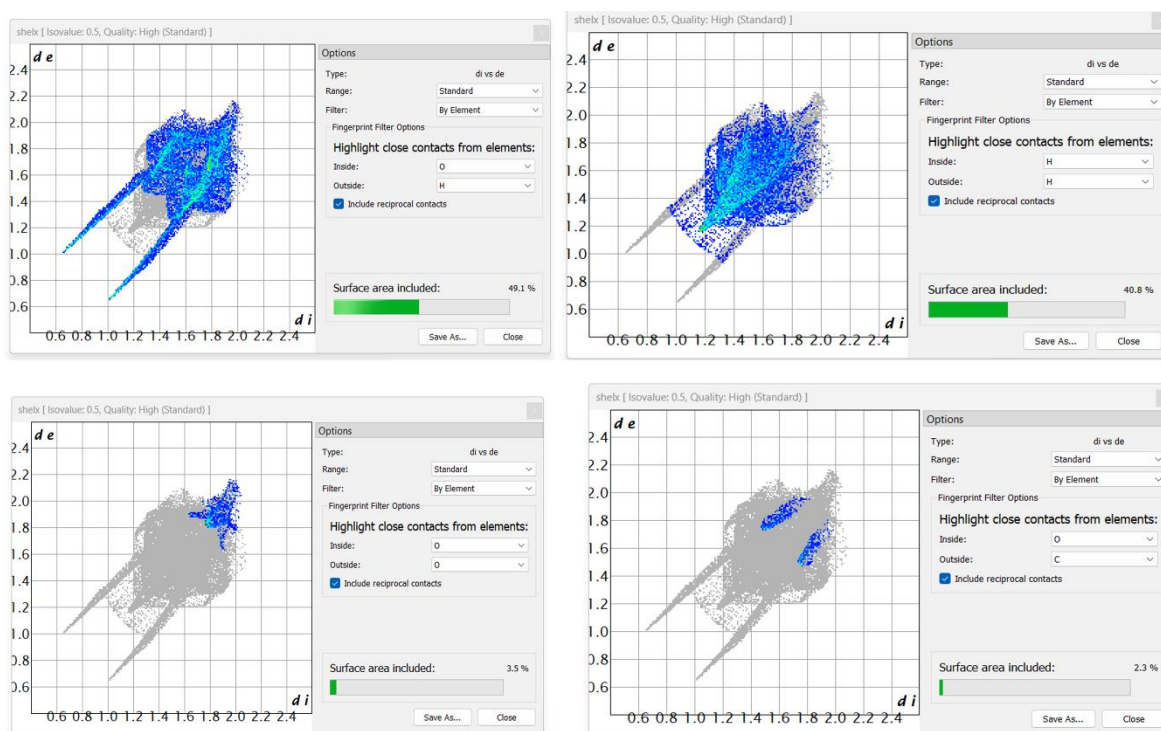 shelx [ Isovalue: 0.5, Quality: High (Standard) ]
d e
2.4
2.2
2.0
1.8
1.6
1.4
1.2
1.0
0.8
0.6
0.6 0.8 1.0 1.2 1.4 1.6 1.8 2.0 2.2 2.4
d i
Options
Type: di vs de
Range: Standard
Filter: By Element
Fingerprint Filter Options
Highlight close contacts from elements:
Inside: O
Outside: H
Include reciprocal contacts
Surface area included: 49.1 %
Save As... Close
shelx [ Isovalue: 0.5, Quality: High (Standard) ]
d e
2.4
2.2
2.0
1.8
1.6
1.4
1.2
1.0
0.8
0.6
0.6 0.8 1.0 1.2 1.4 1.6 1.8 2.0 2.2 2.4
d i
Options
Type: di vs de
Range: Standard
Filter: By Element
Fingerprint Filter Options
Highlight close contacts from elements:
Inside: H
Outside: H
Include reciprocal contacts
Surface area included: 40.8 %
Save As... Close
shelx [ Isovalue: 0.5, Quality: High (Standard) ]
d e
2.4
2.2
2.0
1.8
1.6
1.4
1.2
1.0
0.8
0.6
0.6 0.8 1.0 1.2 1.4 1.6 1.8 2.0 2.2 2.4
d i
Options
Type: di vs de
Range: Standard
Filter: By Element
Fingerprint Filter Options
Highlight close contacts from elements:
Inside: O
Outside: O
Include reciprocal contacts
Surface area included: 3.5 %
Save As... Close
shelx [ Isovalue: 0.5, Quality: High (Standard) ]
d e
2.4
2.2
2.0
1.8
1.6
1.4
1.2
1.0
0.8
0.6
0.6 0.8 1.0 1.2 1.4 1.6 1.8 2.0 2.2 2.4
d i
Options
Type: di vs de
Range: Standard
Filter: By Element
Fingerprint Filter Options
Highlight close contacts from elements:
Inside: O
Outside: C
Include reciprocal contacts
Surface area included: 2.3 %
Save As... Close